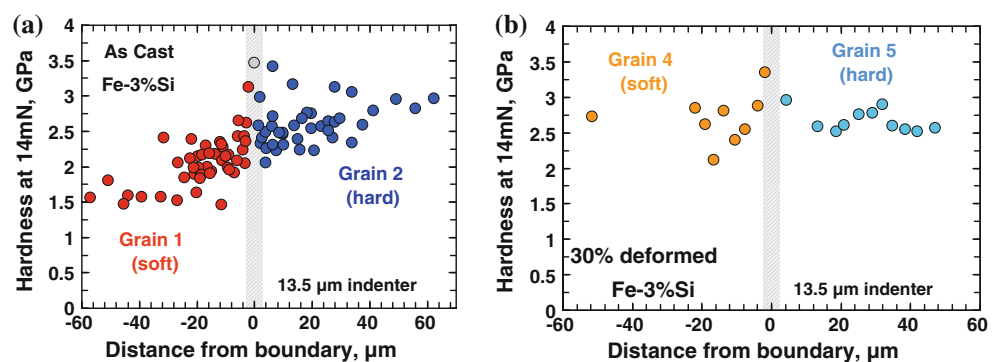 (a)
Hardness at 14mN, GPa
4
3.5
3
2.5
2
1.5
1
0.5
0
As Cast
Fe-3%Si
Grain 2
(hard)
Grain 1
(soft)
13.5 µm indenter
-60 -40 -20 0 20 40 60
Distance from boundary, µm
(b)
Hardness at 14mN, GPa
4
3.5
3
2.5
2
1.5
1
0.5
0
Grain 4
(soft)
Grain 5
(hard)
30% deformed
Fe-3%Si
13.5 µm indenter
-60 -40 -20 0 20 40 60
Distance from boundary, µm